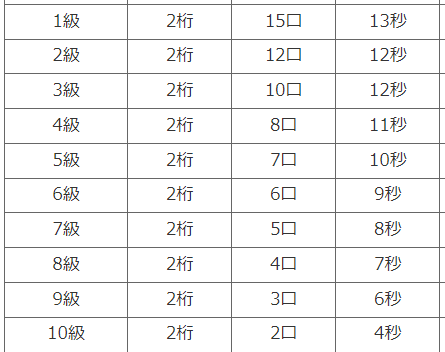 1級 2桁 15口 13秒
2級 2桁 12口 12秒
3級 2桁 10口 12秒
4級 2桁 8口 11秒
5級 2桁 7口 10秒
6級 2桁 6口 9秒
7級 2桁 5口 8秒
8級 2桁 4口 7秒
9級 2桁 3口 6秒
10級 2桁 2口 4秒